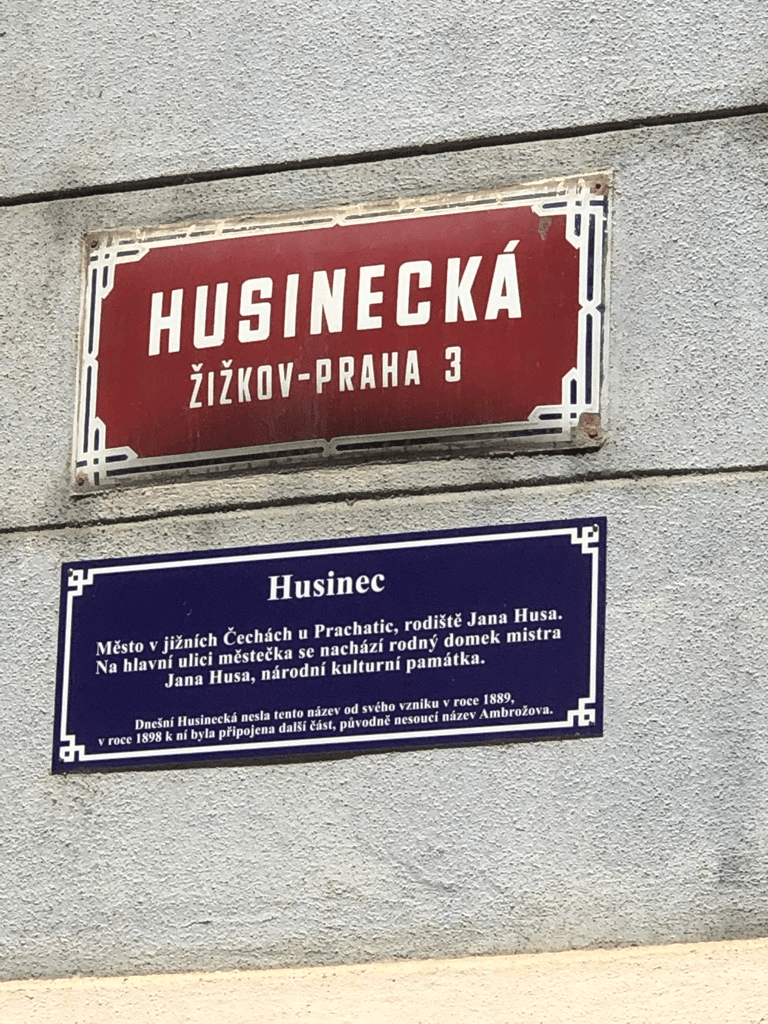 HUSINECKÁ
ŽIŽKOV-PRAHA 3
Husinec
Město v jižních Čechách u Prachatic, rodiště Jana Husa.
Na hlavní ulici městečka se nachází rodný domek mistra
Jana Husa, národní kulturní památka.
Dnešní Husinecká nesla tento název od svého vzniku v roce 1889,
v roce 1898 k ní byla připojena další část, původně nesoucí název Ambrožova.